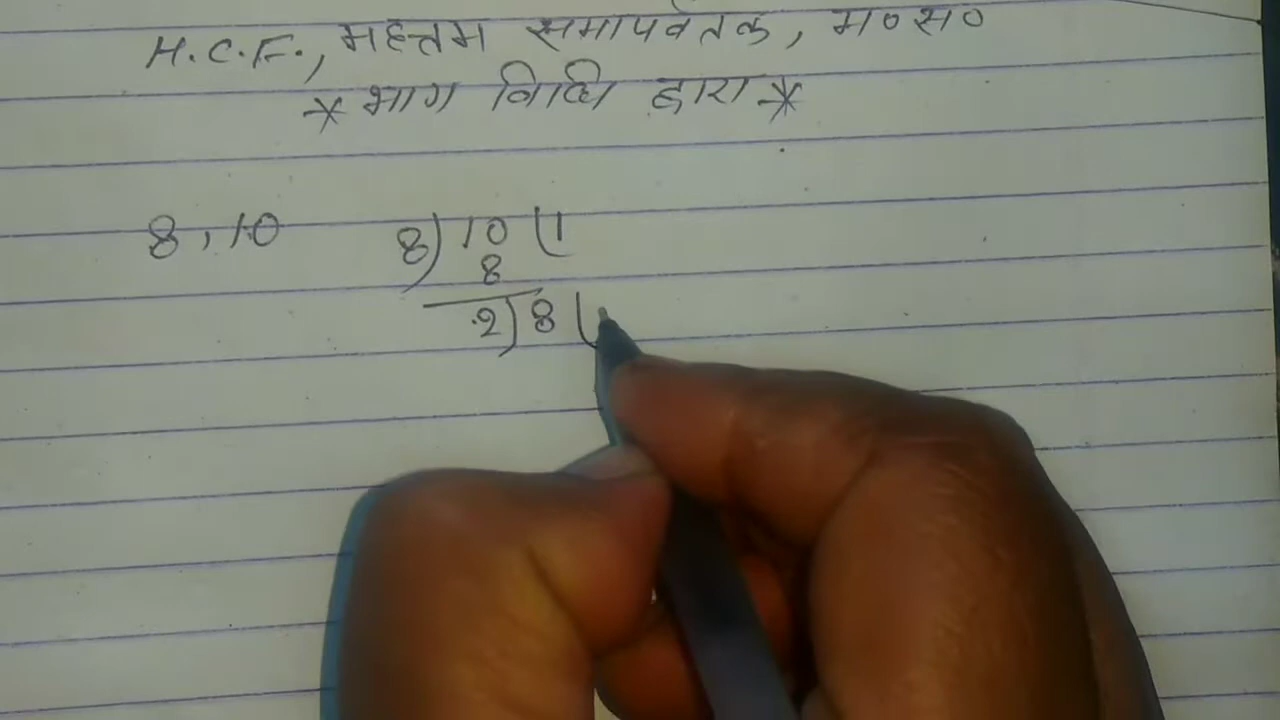 H.C.F., महत्तम समापवर्तक, म०स०
* भाग विधि द्वारा *
8, 10 8) 10 (1
8
2) 8 (